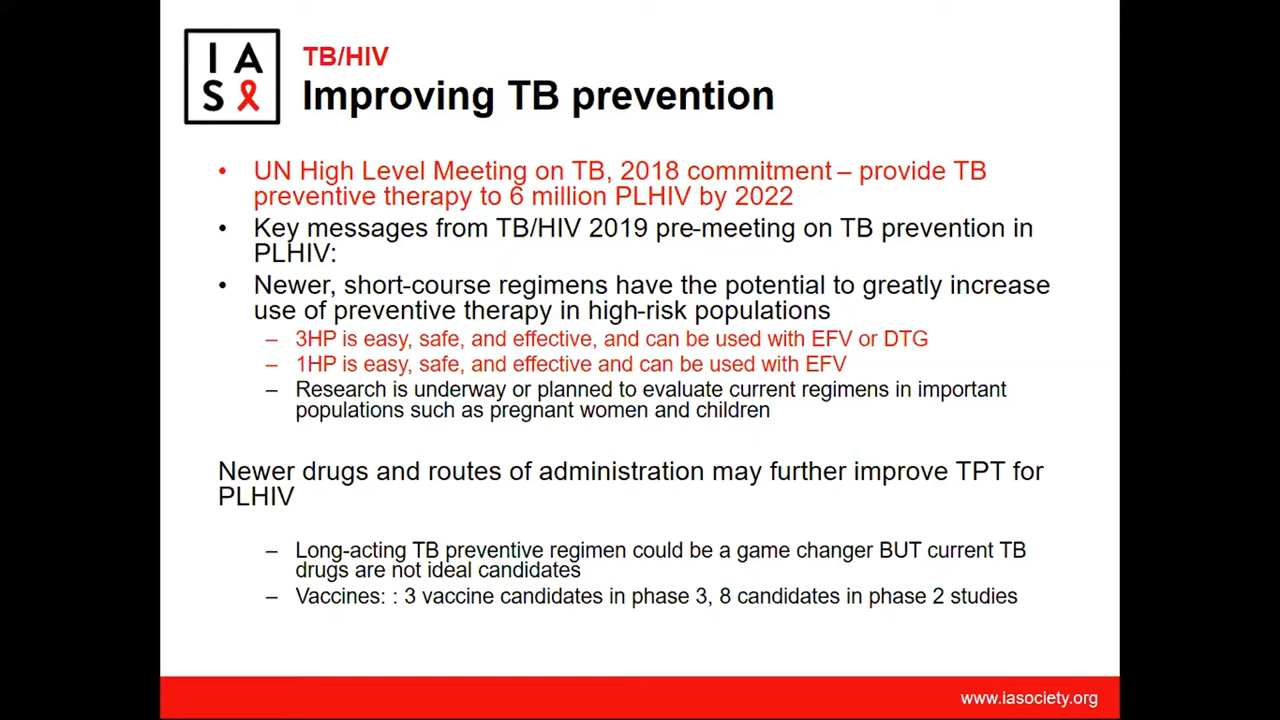 I A
S
TB/HIV
Improving TB prevention
• UN High Level Meeting on TB, 2018 commitment – provide TB
preventive therapy to 6 million PLHIV by 2022
• Key messages from TB/HIV 2019 pre-meeting on TB prevention in
PLHIV:
• Newer, short-course regimens have the potential to greatly increase
use of preventive therapy in high-risk populations
– 3HP is easy, safe, and effective, and can be used with EFV or DTG
– 1HP is easy, safe, and effective and can be used with EFV
– Research is underway or planned to evaluate current regimens in important
populations such as pregnant women and children
Newer drugs and routes of administration may further improve TPT for
PLHIV
– Long-acting TB preventive regimen could be a game changer BUT current TB
drugs are not ideal candidates
– Vaccines: : 3 vaccine candidates in phase 3, 8 candidates in phase 2 studies
www.iasociety.org